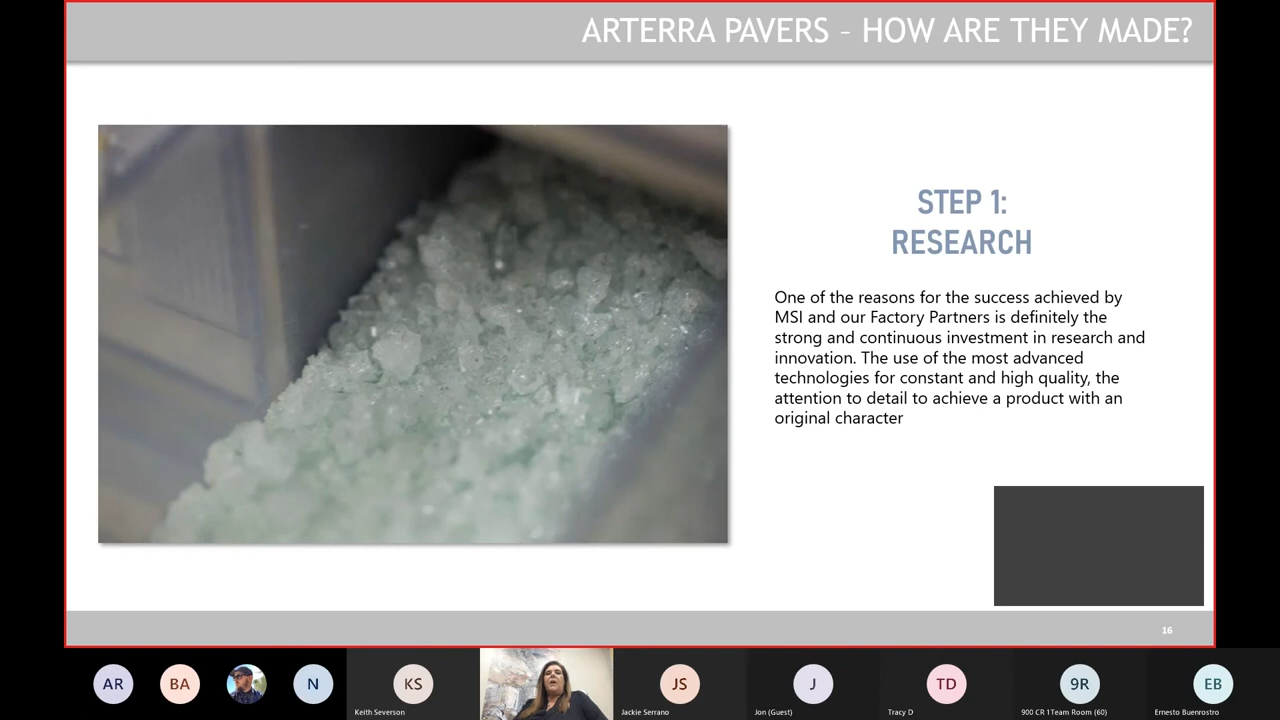 ARTERRA PAVERS – HOW ARE THEY MADE?
STEP 1:
RESEARCH
One of the reasons for the success achieved by
MSI and our Factory Partners is definitely the
strong and continuous investment in research and
innovation. The use of the most advanced
technologies for constant and high quality, the
attention to detail to achieve a product with an
original character
16
AR
BA
N
KS
JS
J
TD
9R
EB
Keith Severson
Jackie Serrano
Jon (Guest)
Tracy D
900 CR 1Team Room (60)
Ernesto Buenrostro